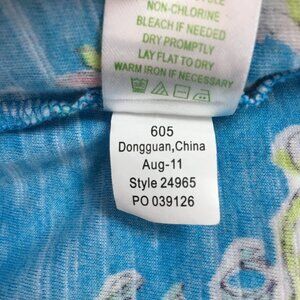 NON-CHLORINE
BLEACH IF NEEDED
DRY PROMPTLY
LAY FLAT TO DRY
WARM IRON IF NECESSARY
605
Dongguan,China
Aug-11
Style 24965
PO 039126